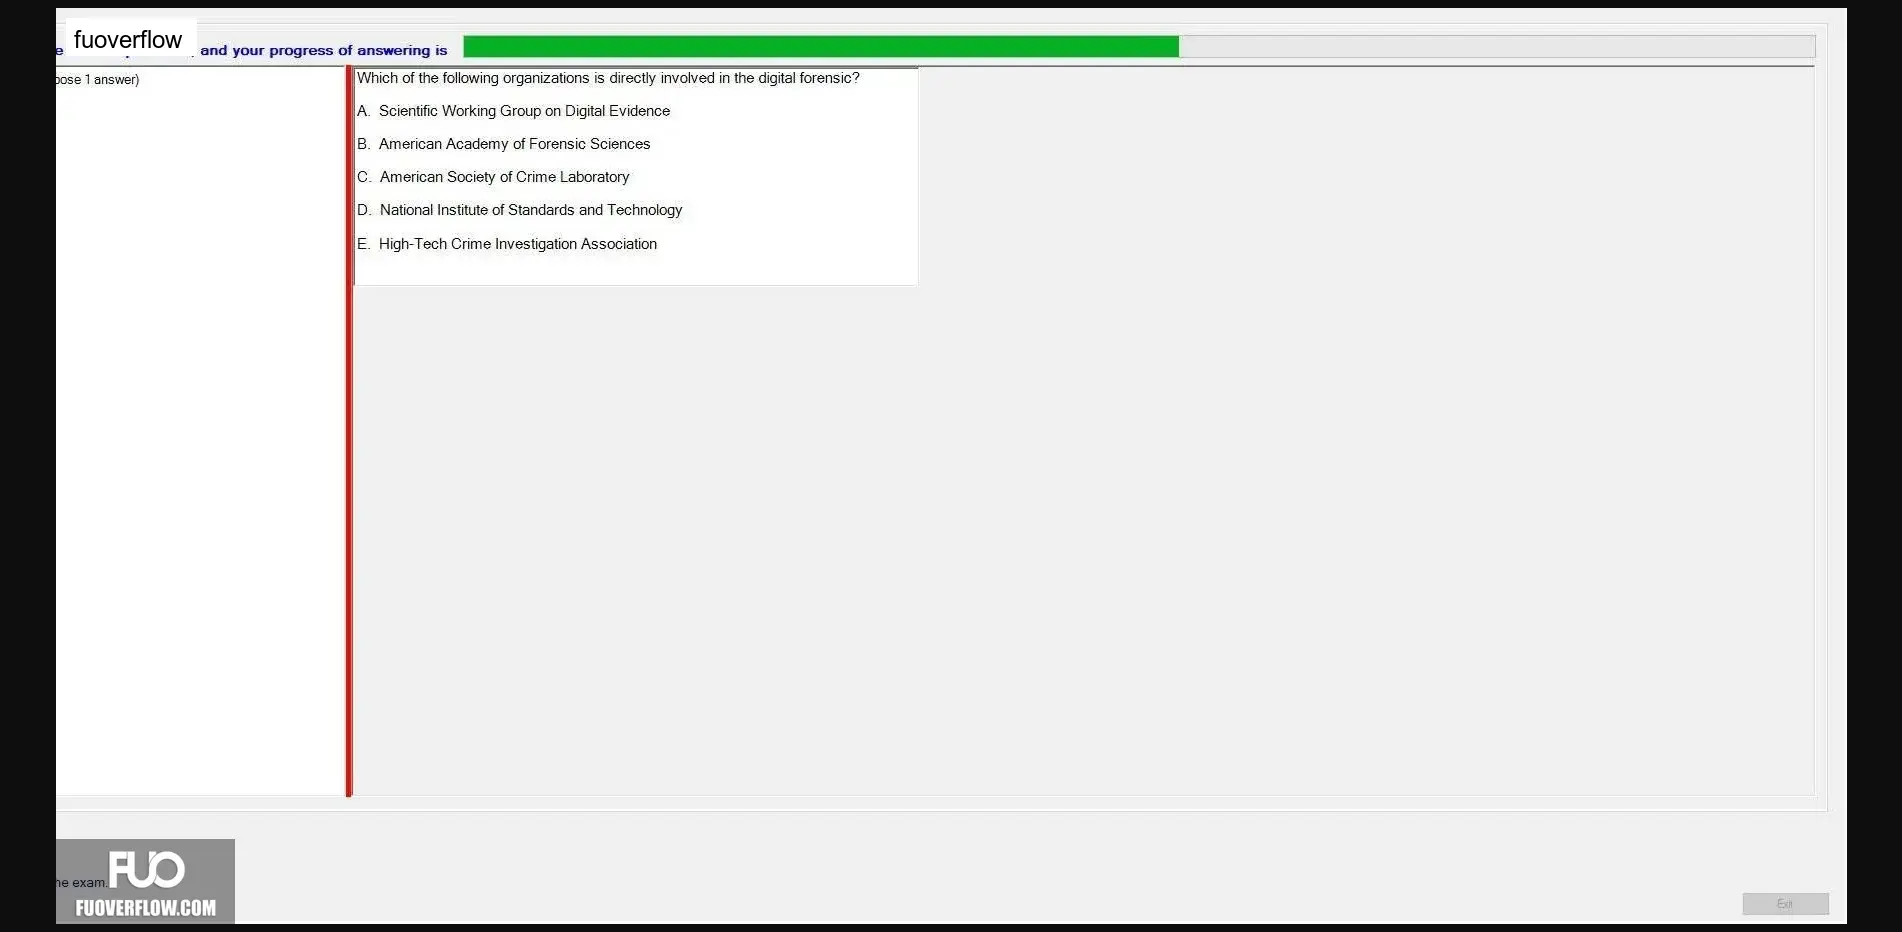 fuoverflow
and your progress of answering is
1 answer)
Which of the following organizations is directly involved in the digital forensic?
A. Scientific Working Group on Digital Evidence
B. American Academy of Forensic Sciences
C. American Society of Crime Laboratory
D. National Institute of Standards and Technology
E. High-Tech Crime Investigation Association
FUO
exam.
FUOVERFLOW.COM
Exit